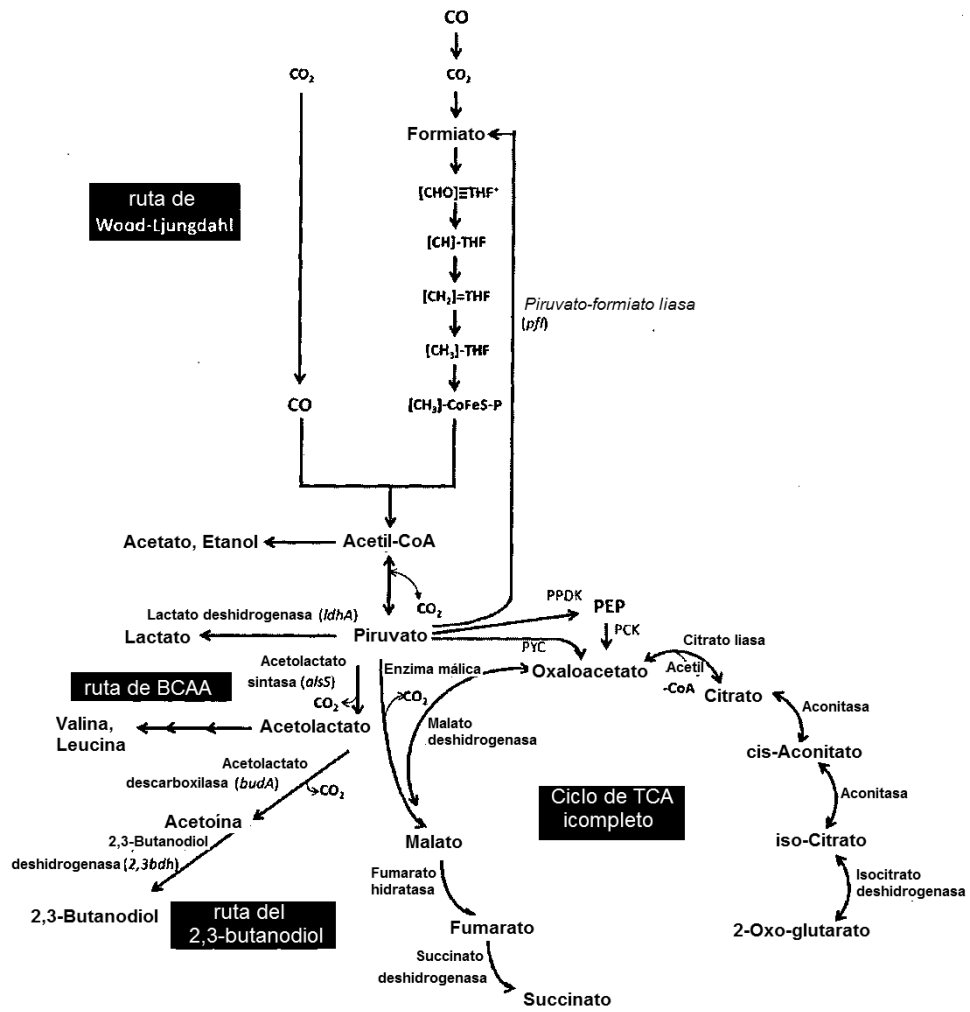 CO
CO₂
CO₂
Formiato
ruta de
Wood-Ljungdahl
[CHO]≡THF⁺
[CH]-THF
[CH₂]=THF
Piruvato-formiato liasa
(pfl)
[CH₃]-THF
CO
[CH₃]-CoFeS-P
Acetato, Etanol
Acetil-CoA
CO₂
PPDK
PEP
Lactato deshidrogenasa (ldhA)
Lactato
Piruvato
PCK
PYC
Citrato liasa
Oxaloacetato
Acetil
-CoA
Citrato
Acetolactato
sintasa (alsS)
CO₂
Enzima málica
CO₂
ruta de BCAA
Aconitasa
Valina,
Leucina
Acetolactato
Malato
deshidrogenasa
cis-Aconitato
Acetolactato
descarboxilasa (budA)
CO₂
Aconitasa
Ciclo de TCA
icompleto
Acetoína
2,3-Butanodiol
deshidrogenasa (2,3bdh)
Malato
iso-Citrato
Fumarato
hidratasa
Isocitrato
deshidrogenasa
2,3-Butanodiol
ruta del
2,3-butanodiol
Fumarato
2-Oxo-glutarato
Succinato
deshidrogenasa
Succinato